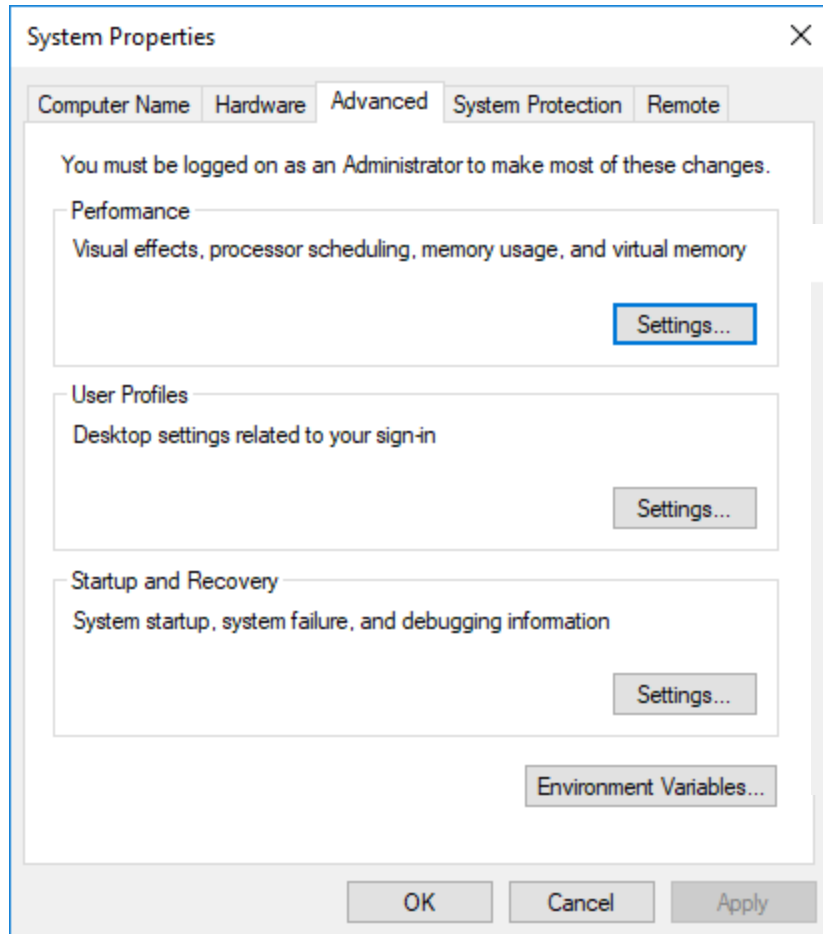 System Properties
Computer Name Hardware Advanced System Protection Remote
You must be logged on as an Administrator to make most of these changes.
Performance
Visual effects, processor scheduling, memory usage, and virtual memory
Settings...
User Profiles
Desktop settings related to your sign-in
Settings...
Startup and Recovery
System startup, system failure, and debugging information
Settings...
Environment Variables...
OK Cancel Apply